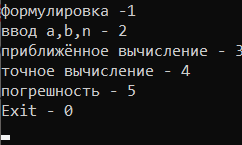 формулировка -1
ввод a,b,n - 2
приближённое вычисление - 3
точное вычисление - 4
погрешность - 5
Exit - 0